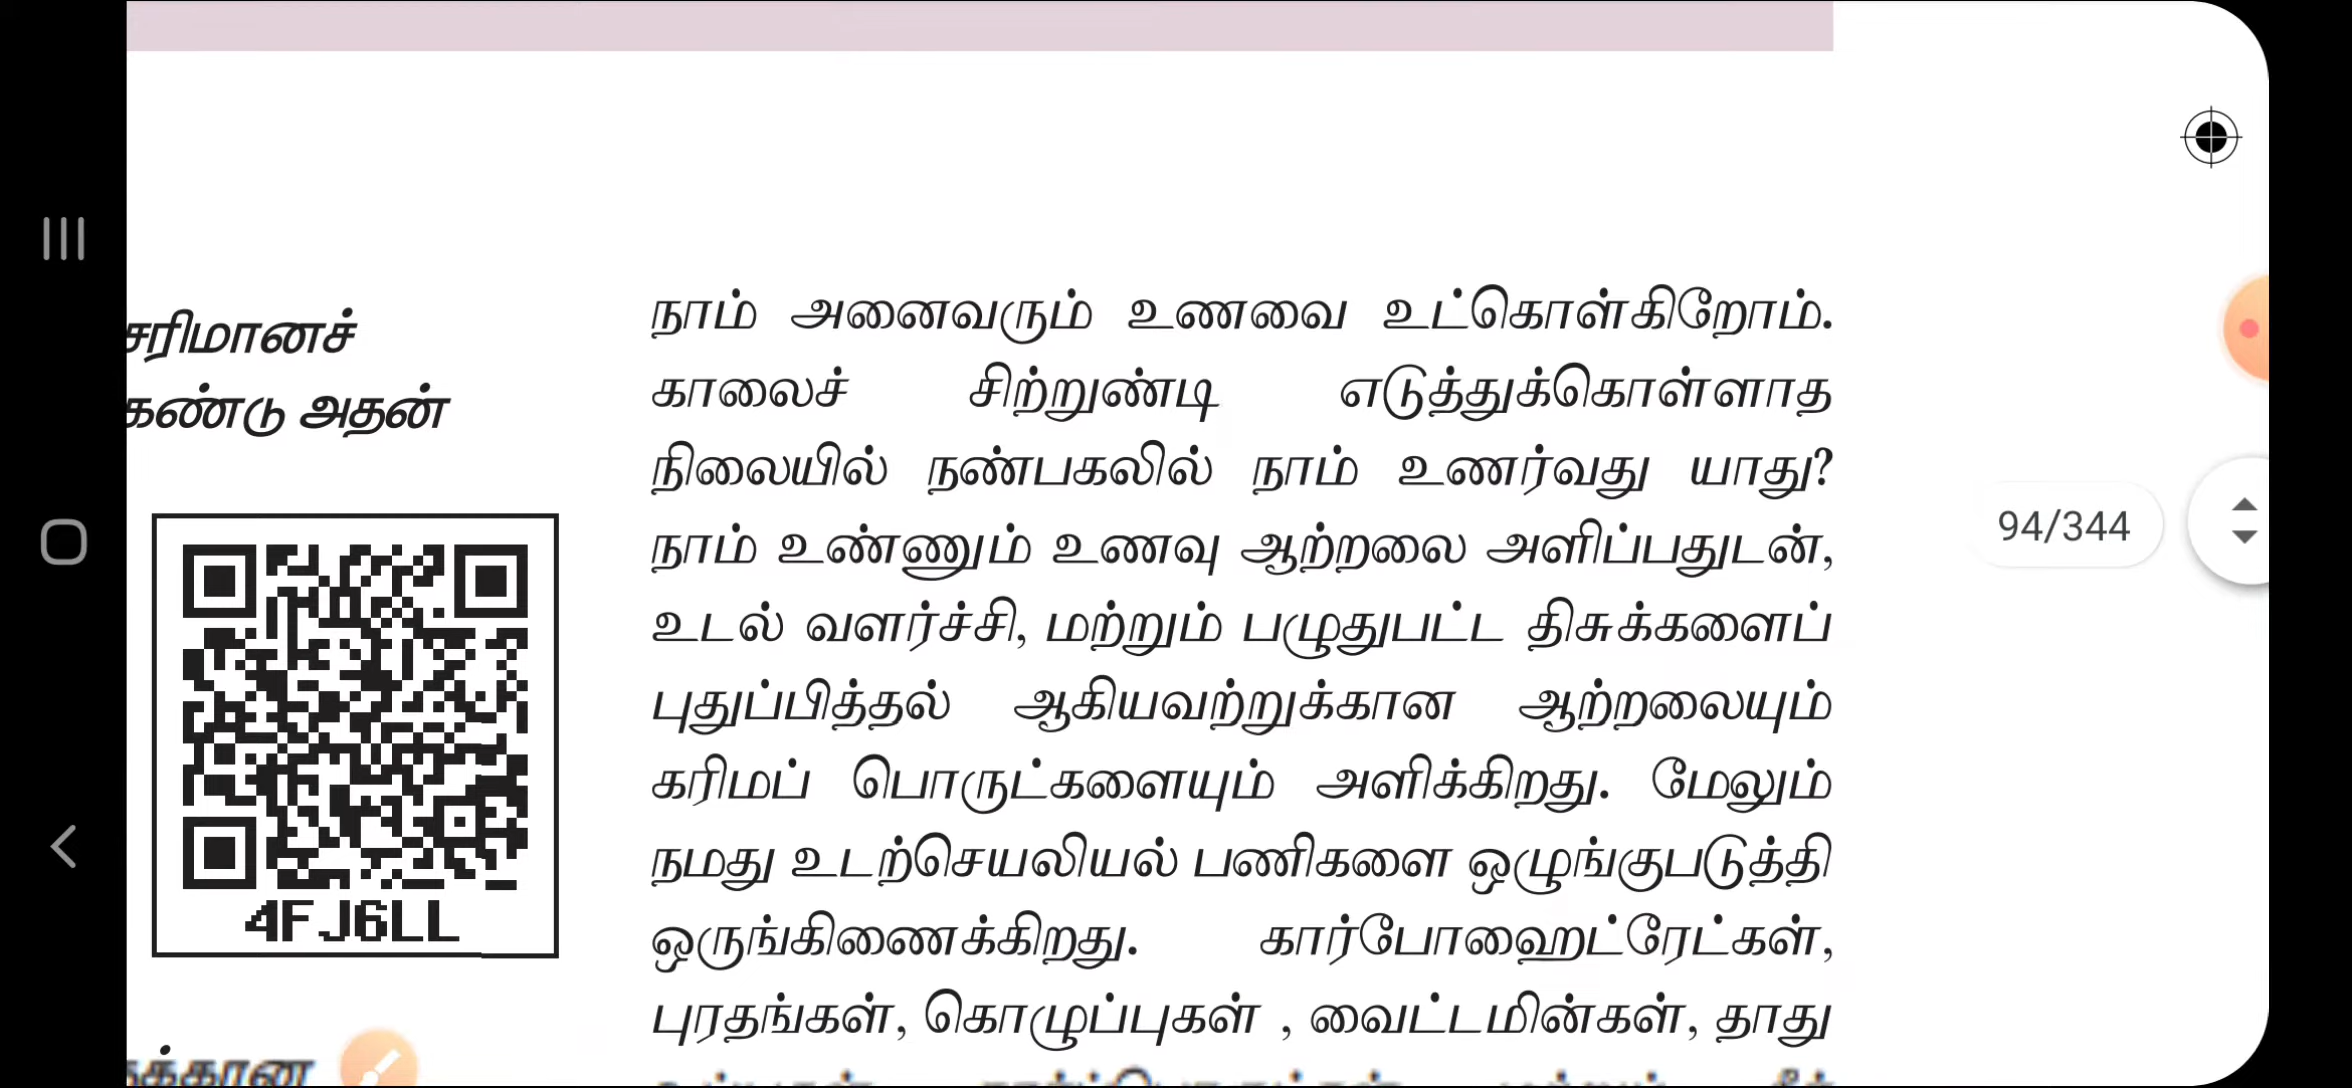 சரிமானச்
கண்டு அதன்
4FJ6LL
நாம் அனைவரும் உணவை உட்கொள்கிறோம்.
காலைச் சிற்றுண்டி எடுத்துக்கொள்ளாத
நிலையில் நண்பகலில் நாம் உணர்வது யாது?
நாம் உண்ணும் உணவு ஆற்றலை அளிப்பதுடன்,
உடல் வளர்ச்சி, மற்றும் பழுதுபட்ட திசுக்களைப்
புதுப்பித்தல் ஆகியவற்றுக்கான ஆற்றலையும்
கரிமப் பொருட்களையும் அளிக்கிறது. மேலும்
நமது உடற்செயலியல் பணிகளை ஒழுங்குபடுத்தி
ஒருங்கிணைக்கிறது. கார்போஹைட்ரேட்கள்,
புரதங்கள், கொழுப்புகள் , வைட்டமின்கள், தாது
94/344